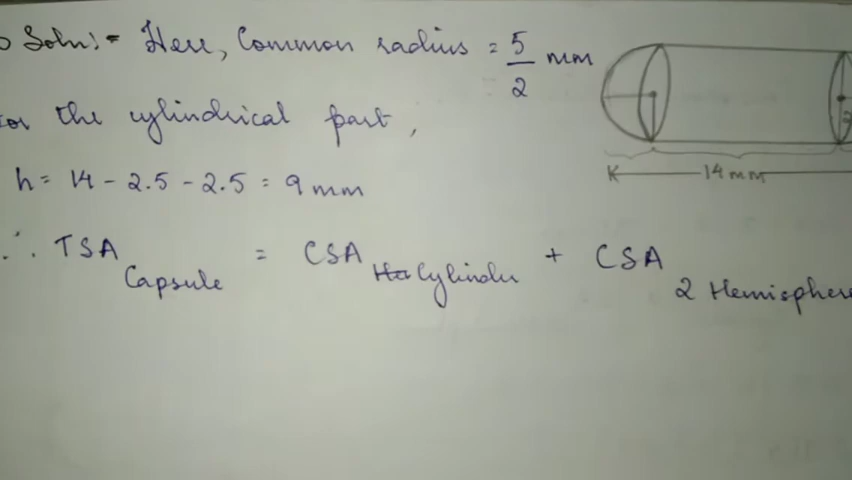 Soln:- Here, Common radius = 5/2 mm
for the cylindrical part,
h = 14 - 2.5 - 2.5 = 9 mm
K 14 mm
∴ TSA Capsule = CSA Cylinder + CSA 2 Hemisphere